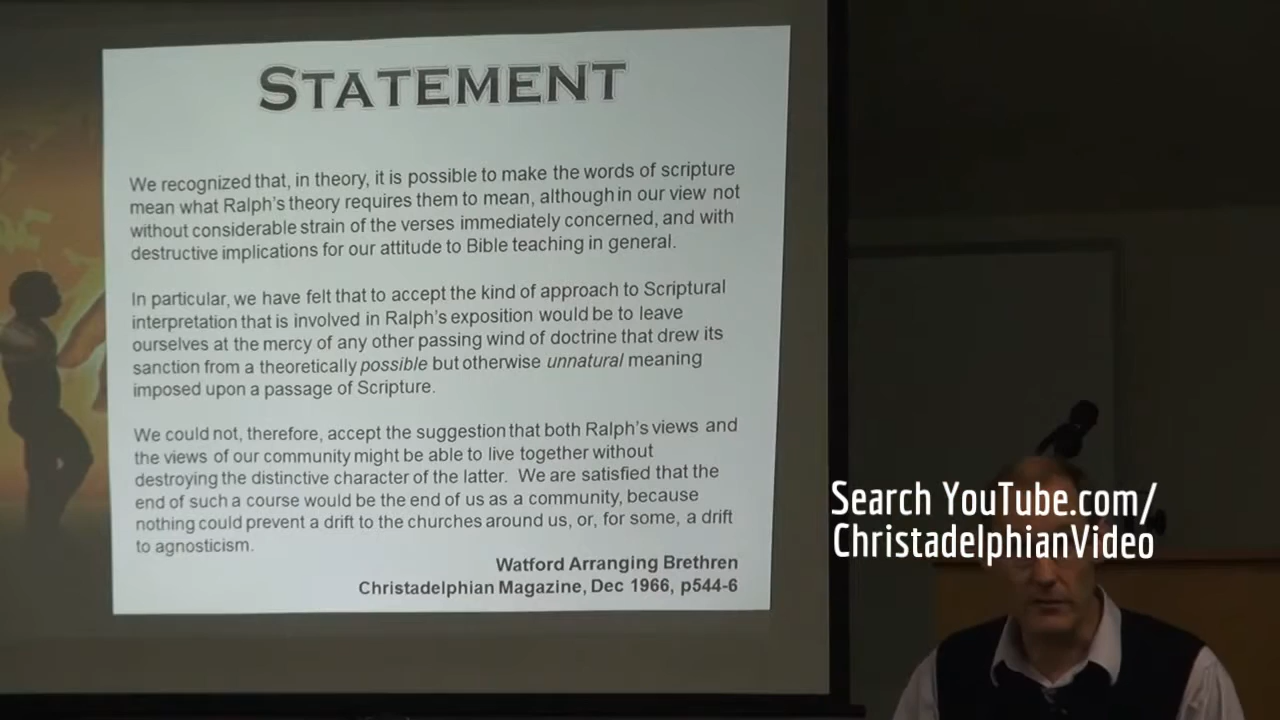 STATEMENT
We recognized that, in theory, it is possible to make the words of scripture
mean what Ralph's theory requires them to mean, although in our view not
without considerable strain of the verses immediately concerned, and with
destructive implications for our attitude to Bible teaching in general.
In particular, we have felt that to accept the kind of approach to Scriptural
interpretation that is involved in Ralph's exposition would be to leave
ourselves at the mercy of any other passing wind of doctrine that drew its
sanction from a theoretically possible but otherwise unnatural meaning
imposed upon a passage of Scripture.
We could not, therefore, accept the suggestion that both Ralph's views and
the views of our community might be able to live together without
destroying the distinctive character of the latter. We are satisfied that the
end of such a course would be the end of us as a community, because
nothing could prevent a drift to the churches around us, or, for some, a drift
to agnosticism.
Watford Arranging Brethren
Christadelphian Magazine, Dec 1966, p544-6
Search YouTube.com/
ChristadelphianVideo